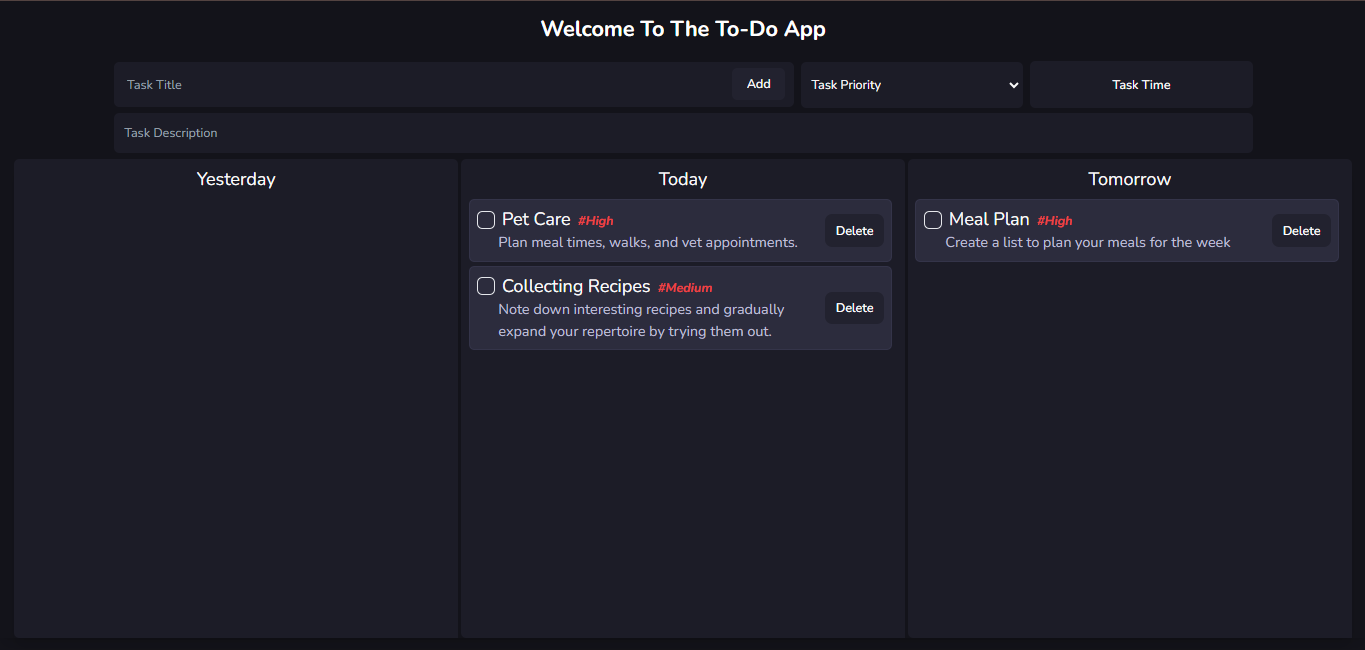 Welcome To The To-Do App
Task Title
Add
Task Priority
Task Time
Task Description
Yesterday
Today
Pet Care #High
Plan meal times, walks, and vet appointments.
Delete
Collecting Recipes #Medium
Note down interesting recipes and gradually
expand your repertoire by trying them out.
Delete
Tomorrow
Meal Plan #High
Create a list to plan your meals for the week
Delete